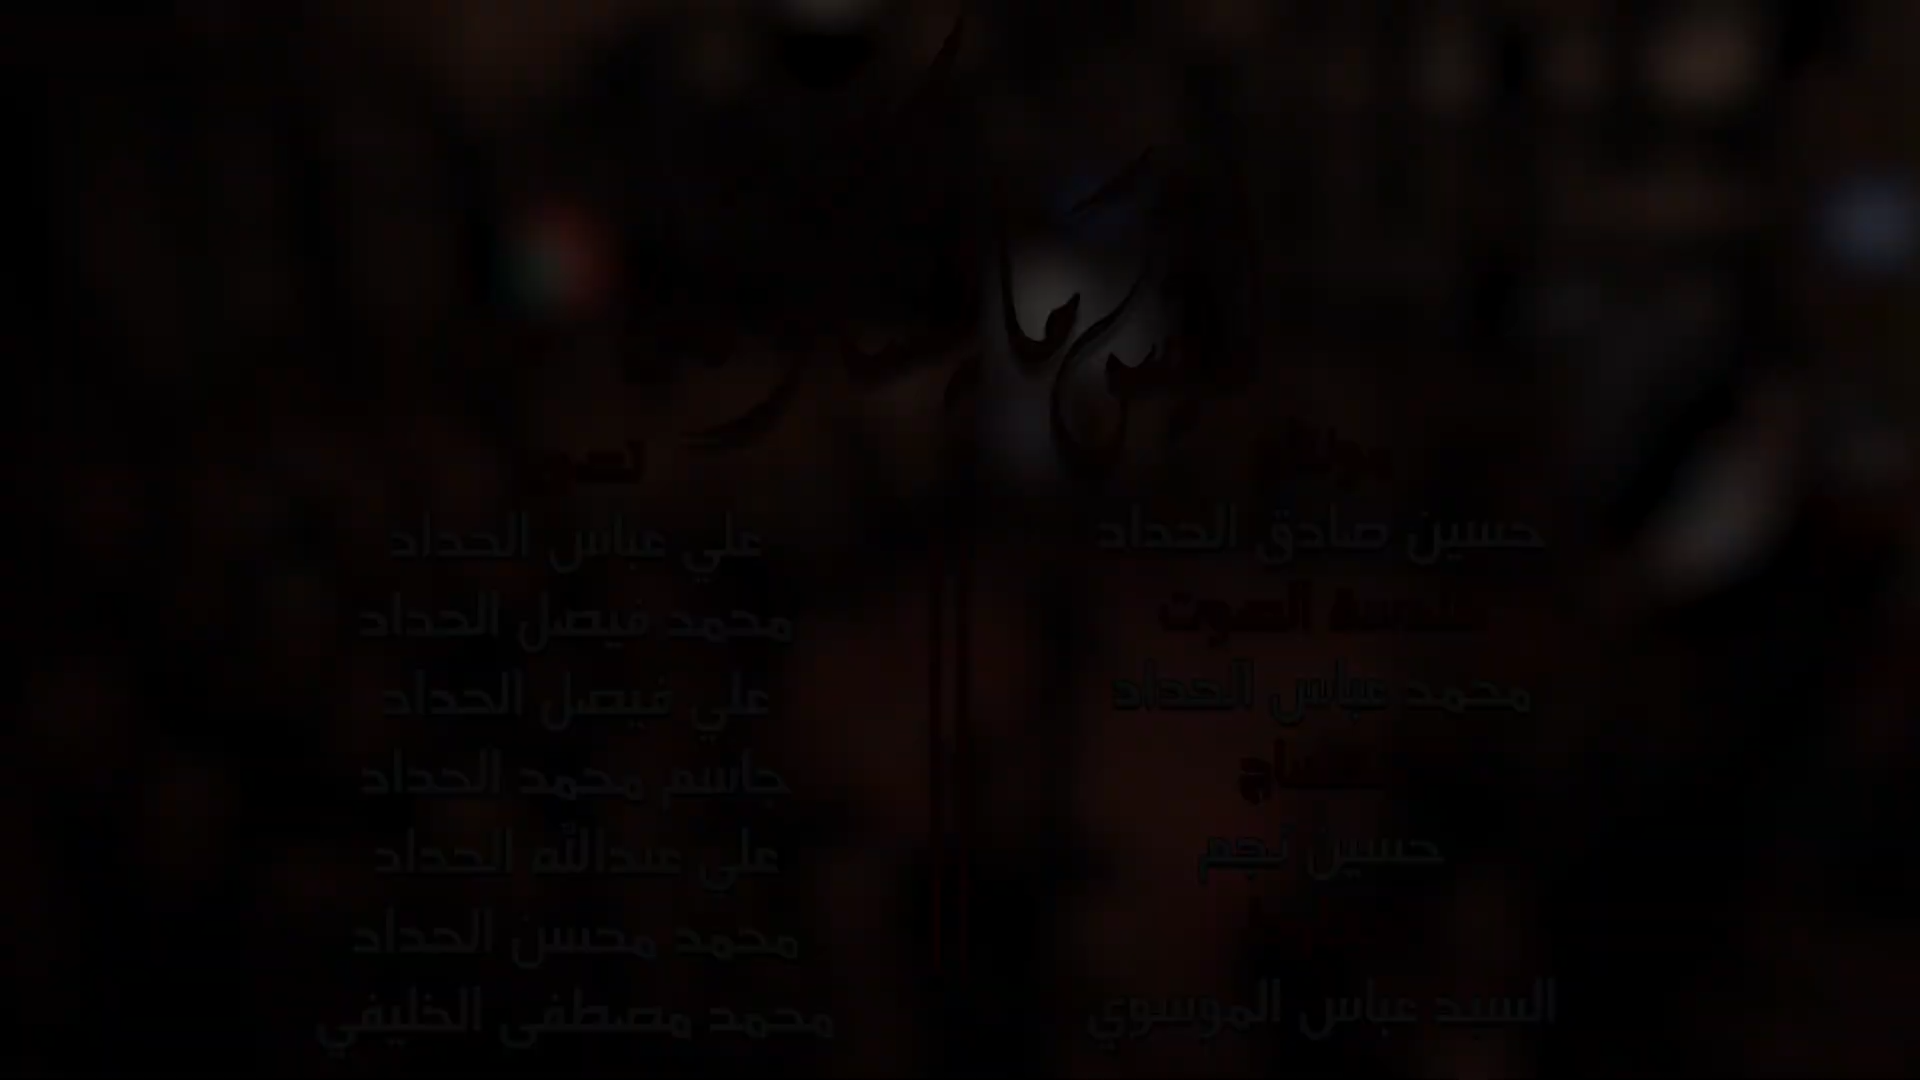 حسين صادق الحداد
هندسة الصوت
محمد عباس الحداد
حسين نجم
السيد عباس الموسوي
علي عباس الحداد
محمد فيصل الحداد
علي فيصل الحداد
جاسم محمد الحداد
علي عبدالله الحداد
محمد محسن الحداد
محمد مصطفى الخليفي